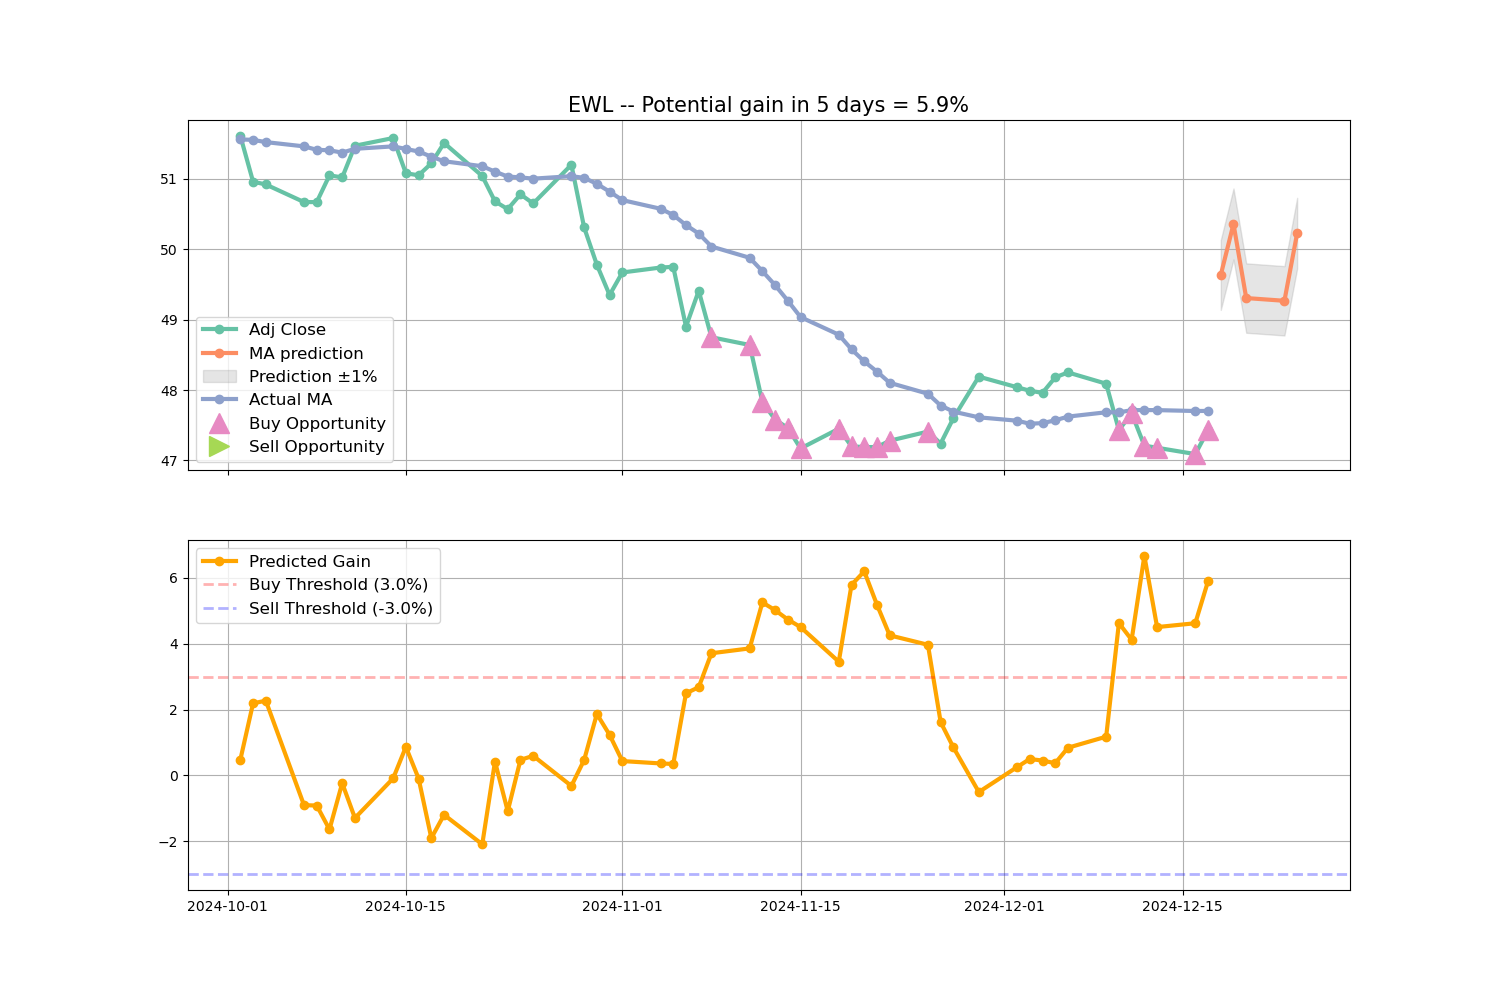 EWL -- Potential gain in 5 days = 5.9%
51
50
49
48
47
Adj Close
MA prediction
Prediction ±1%
Actual MA
Buy Opportunity
Sell Opportunity
6
4
2
0
−2
Predicted Gain
Buy Threshold (3.0%)
Sell Threshold (-3.0%)
2024-10-01
2024-10-15
2024-11-01
2024-11-15
2024-12-01
2024-12-15